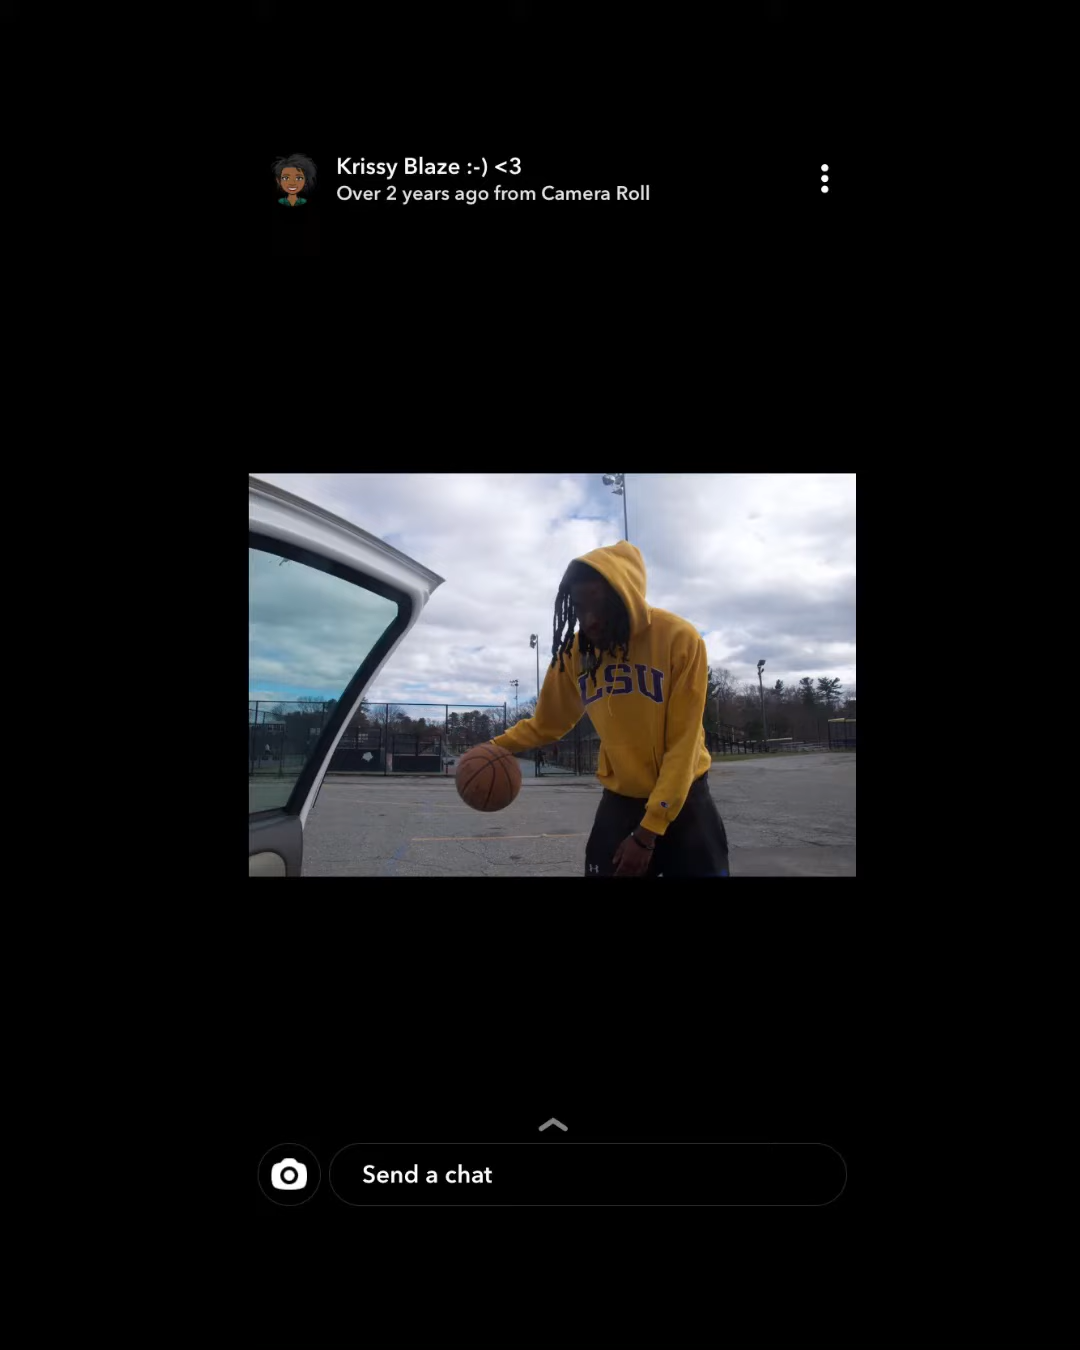 Krissy Blaze :-) <3
Over 2 years ago from Camera Roll
LSU
Send a chat